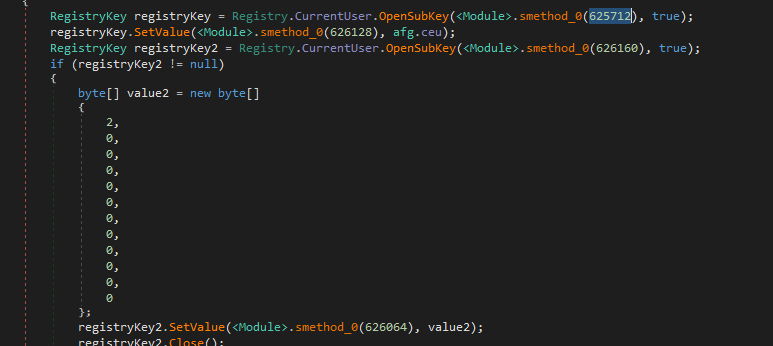 {
RegistryKey registryKey = Registry.CurrentUser.OpenSubKey(<Module>.smethod_0(625712), true);
registryKey.SetValue(<Module>.smethod_0(626128), afg.ceu);
RegistryKey registryKey2 = Registry.CurrentUser.OpenSubKey(<Module>.smethod_0(626160), true);
if (registryKey2 != null)
{
byte[] value2 = new byte[]
{
2,
0,
0,
0,
0,
0,
0,
0,
0,
0,
0,
0
};
registryKey2.SetValue(<Module>.smethod_0(626064), value2);
registryKey2.Close();